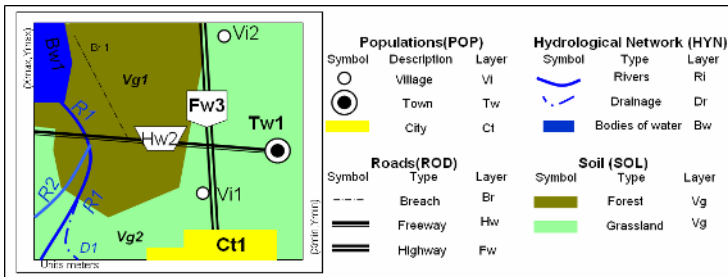 (Xmax,Ymax)
Bw1
Br 1
Vg1
Vi2
Fw3
R1
Hw2
Tw1
R2
R1
Vi1
Vg2
D1
Ct1
Units meters
(Xmin,Ymin)
Populations(POP)
Symbol Description Layer
Village Vi
Town Tw
City Ct
Hydrological Network (HYN)
Symbol Type Layer
Rivers Ri
Drainage Dr
Bodies of water Bw
Roads(ROD)
Symbol Type Layer
Breach Br
Freeway Hw
Highway Fw
Soil (SOL)
Symbol Type Layer
Forest Vg
Grassland Vg